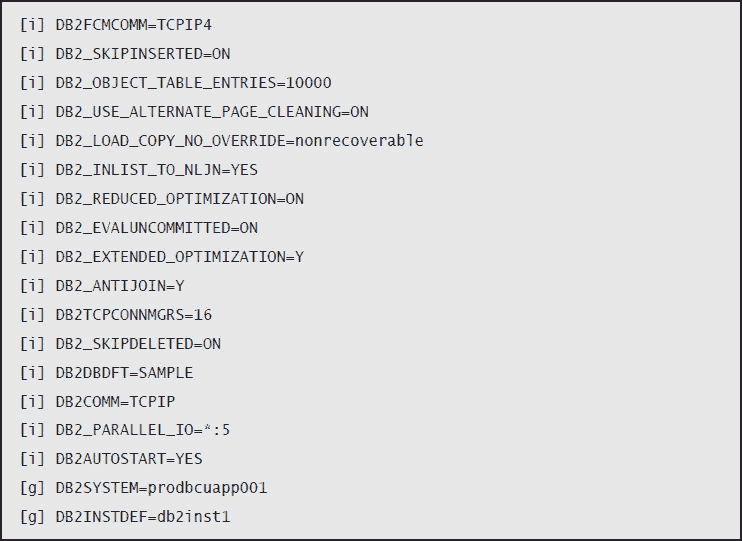 [i] DB2FCMCOMM=TCPIP4
[i] DB2_SKIPINSERTED=ON
[i] DB2_OBJECT_TABLE_ENTRIES=10000
[i] DB2_USE_ALTERNATE_PAGE_CLEANING=ON
[i] DB2_LOAD_COPY_NO_OVERRIDE=nonrecoverable
[i] DB2_INLIST_TO_NLJN=YES
[i] DB2_REDUCED_OPTIMIZATION=ON
[i] DB2_EVALUNCOMMITTED=ON
[i] DB2_EXTENDED_OPTIMIZATION=Y
[i] DB2_ANTIJOIN=Y
[i] DB2TCPCONNMGRS=16
[i] DB2_SKIPDELETED=ON
[i] DB2DBDFT=SAMPLE
[i] DB2COMM=TCPIP
[i] DB2_PARALLEL_IO=*:5
[i] DB2AUTOSTART=YES
[g] DB2SYSTEM=prodbcuapp001
[g] DB2INSTDEF=db2inst1